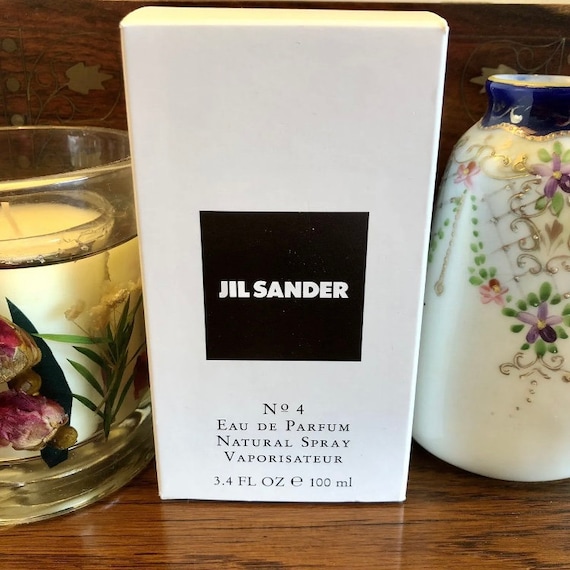 JIL SANDER
Nº 4
EAU DE PARFUM
NATURAL SPRAY
VAPORISATEUR
3.4 FL OZ ℮ 100 ml